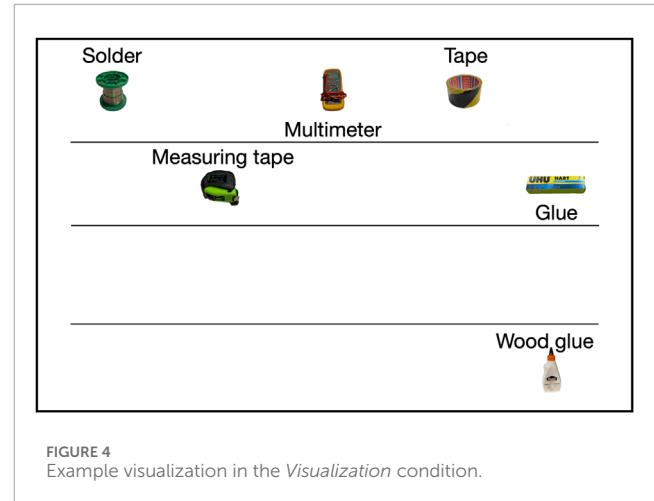 Solder
Tape
Multimeter
Measuring tape
UHU HART
Glue
Wood glue
FIGURE 4
Example visualization in the Visualization condition.